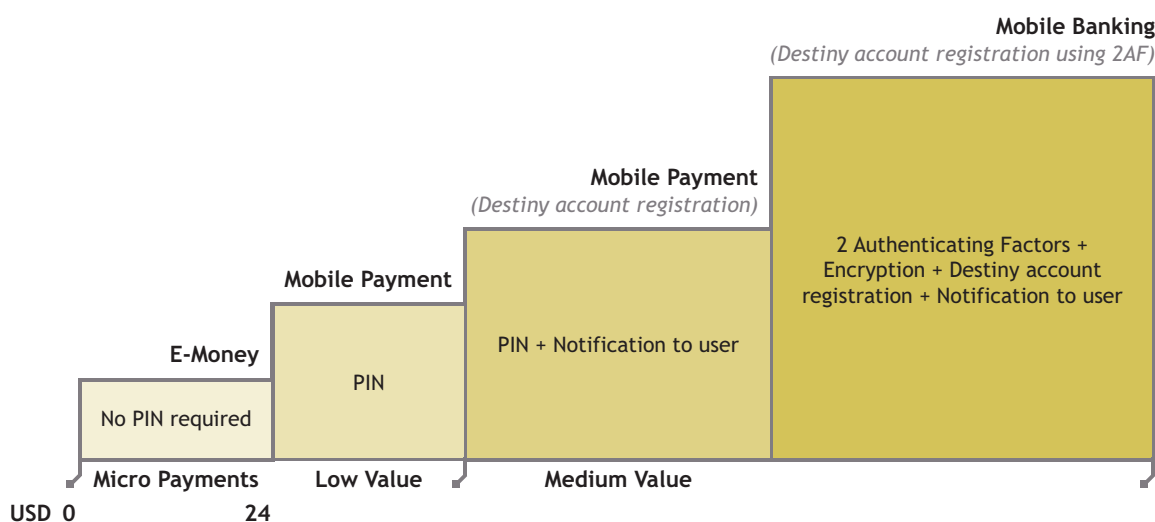 Mobile Banking
(Destiny account registration using 2AF)
Mobile Payment
(Destiny account registration)
2 Authenticating Factors +
Encryption + Destiny account
registration + Notification to user
Mobile Payment
PIN + Notification to user
E-Money
PIN
No PIN required
Micro Payments Low Value Medium Value
USD 0 24